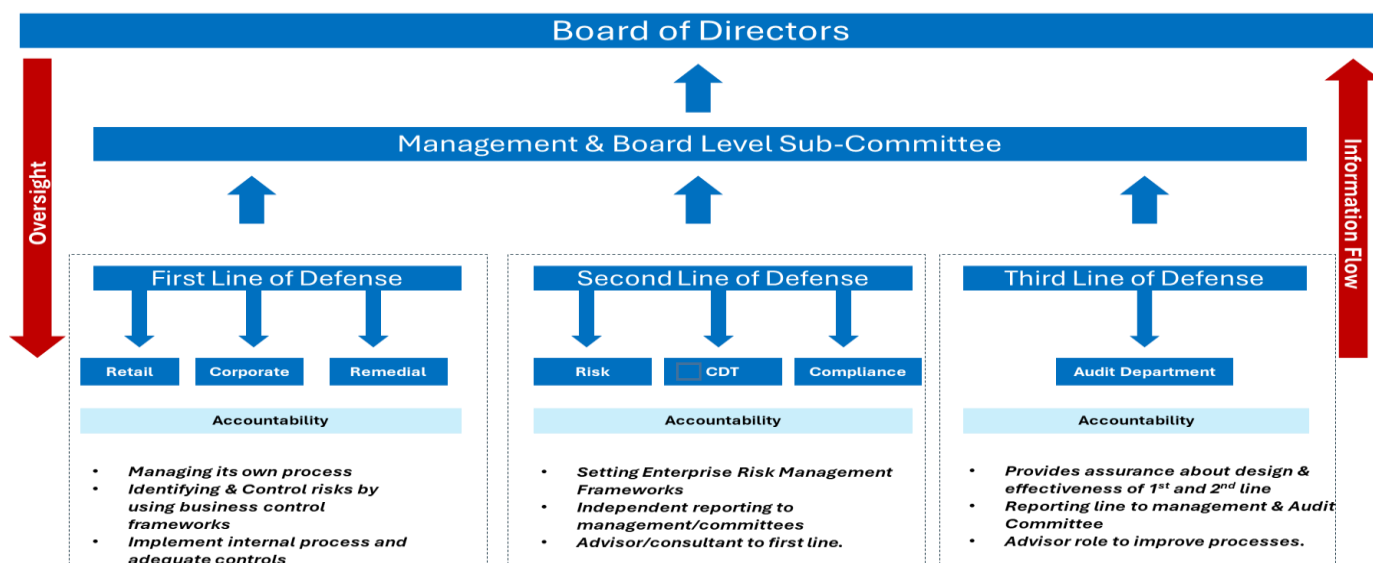 Board of Directors
Management & Board Level Sub-Committee
Oversight
Information Flow
First Line of Defense
Retail
Corporate
Remedial
Accountability
• Managing its own process
• Identifying & Control risks by
using business control
frameworks
• Implement internal process and
adequate controls
Second Line of Defense
Risk
CDT
Compliance
Accountability
• Setting Enterprise Risk Management
Frameworks
• Independent reporting to
management/committees
• Advisor/consultant to first line.
Third Line of Defense
Audit Department
Accountability
• Provides assurance about design &
effectiveness of 1st and 2nd line
• Reporting line to management & Audit
Committee
• Advisor role to improve processes.